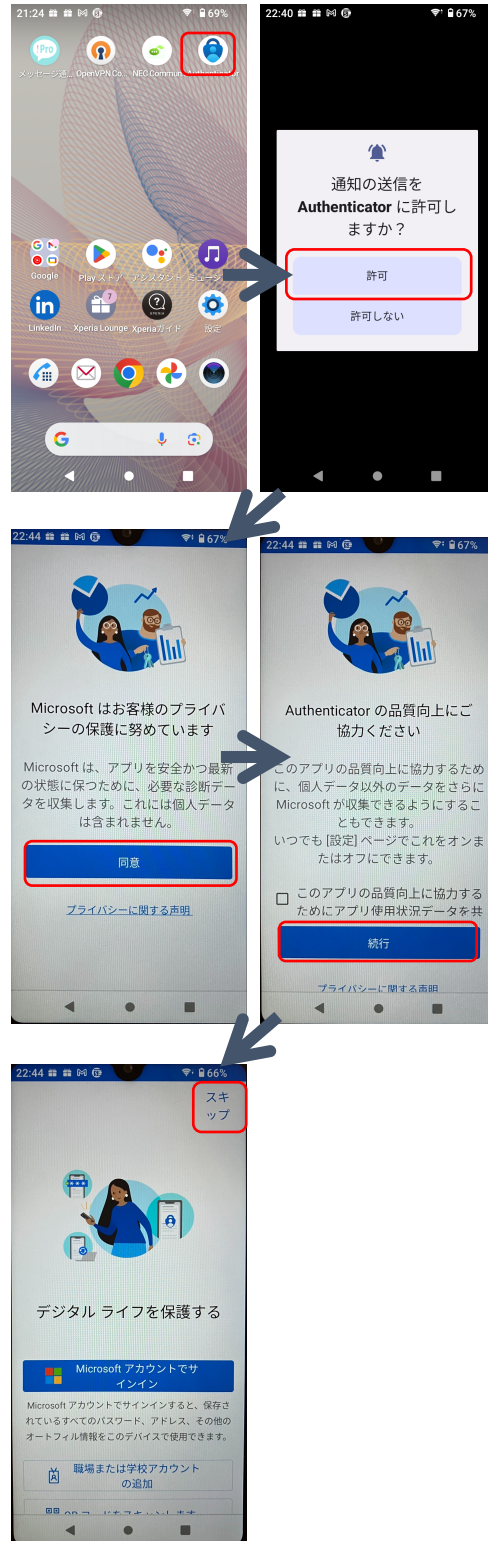 21:24
69%
!Pro
メッセージ通…
OpenVPN Co…
NEC Commun…
Authenticator
Google
Play ストア
アシスタント
ミュージック
LinkedIn
7
Xperia Lounge
Xperiaガイド
設定
22:40
67%
通知の送信を
Authenticator に許可し
ますか？
許可
許可しない
22:44
67%
Microsoft はお客様のプライバ
シーの保護に努めています
Microsoft は、アプリを安全かつ最新
の状態に保つために、必要な診断デー
タを収集します。これには個人データ
は含まれません。
同意
プライバシーに関する声明
22:44
67%
Authenticator の品質向上にご
協力ください
このアプリの品質向上に協力するため
に、個人データ以外のデータをさらに
Microsoft が収集できるようにするこ
ともできます。
いつでも [設定] ページでこれをオンま
たはオフにできます。
このアプリの品質向上に協力する
ためにアプリ使用状況データを共
続行
プライバシーに関する声明
22:44
66%
スキ
ップ
デジタル ライフを保護する
Microsoft アカウントでサ
インイン
Microsoft アカウントでサインインすると、保存さ
れているすべてのパスワード、アドレス、その他の
オートフィル情報をこのデバイスで使用できます。
職場または学校アカウント
の追加
QR コードをスキャンします